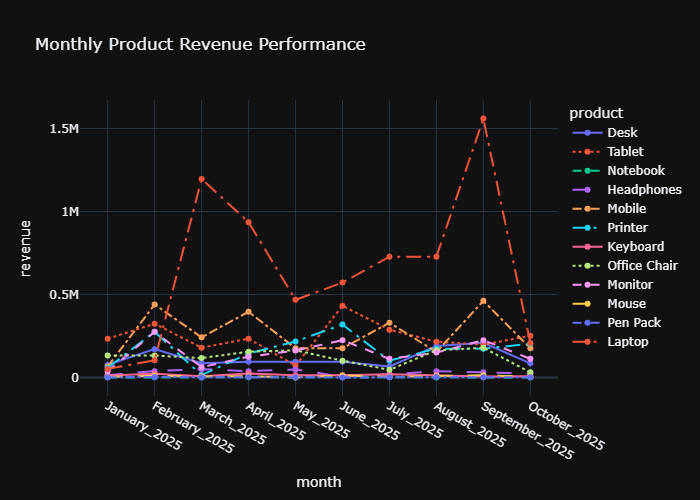 Monthly Product Revenue Performance
product
Desk
Tablet
Notebook
Headphones
Mobile
Printer
Keyboard
Office Chair
Monitor
Mouse
Pen Pack
Laptop
revenue
1.5M
1M
0.5M
0
January_2025
February_2025
March_2025
April_2025
May_2025
June_2025
July_2025
August_2025
September_2025
October_2025
month